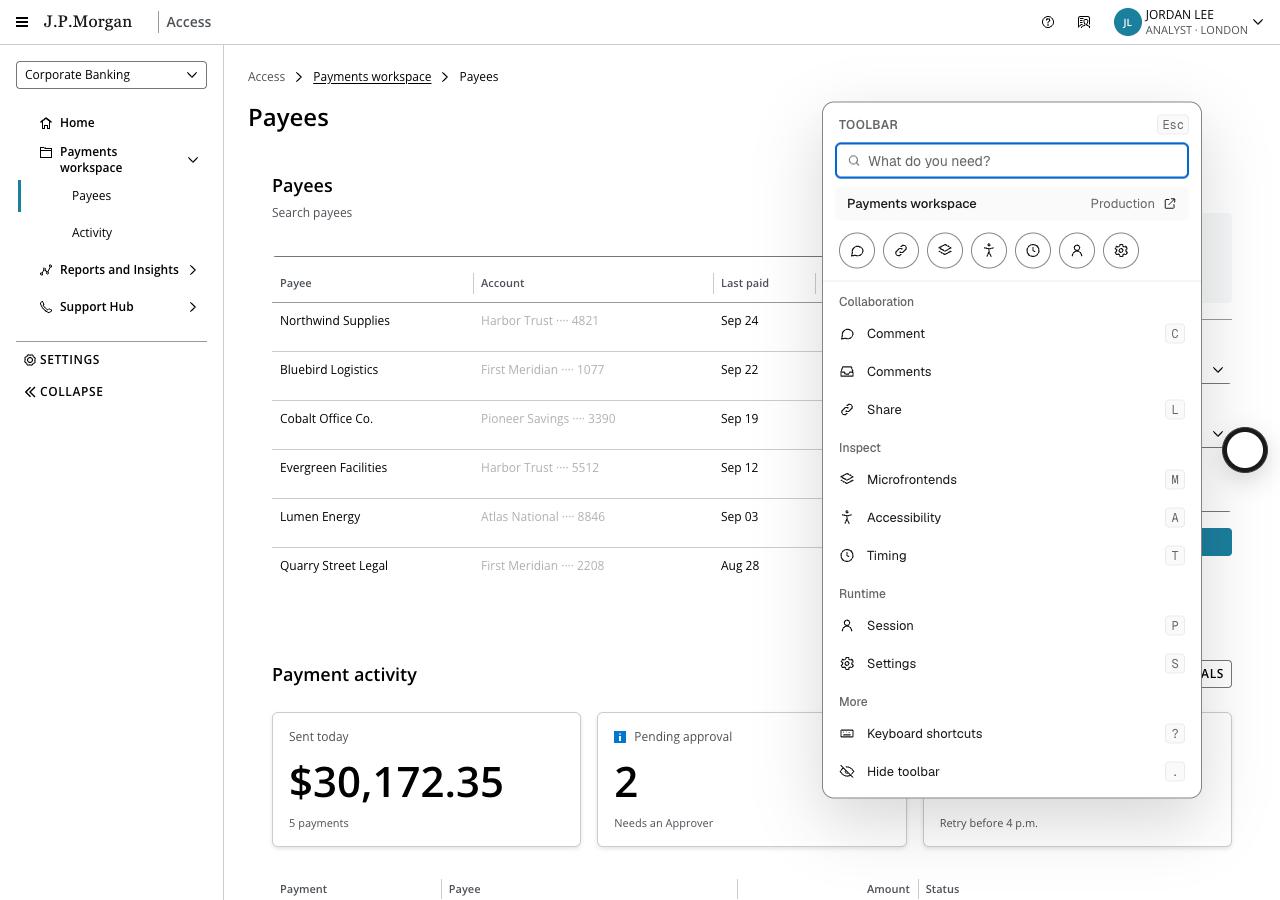 J.P.Morgan
Access
JL
JORDAN LEE
ANALYST · LONDON
Corporate Banking
Home
Payments workspace
Payees
Activity
Reports and Insights
Support Hub
SETTINGS
COLLAPSE
Access
Payments workspace
Payees
Payees
Payees
Search payees
Payee
Account
Last paid
Northwind Supplies
Harbor Trust ···· 4821
Sep 24
Bluebird Logistics
First Meridian ···· 1077
Sep 22
Cobalt Office Co.
Pioneer Savings ···· 3390
Sep 19
Evergreen Facilities
Harbor Trust ···· 5512
Sep 12
Lumen Energy
Atlas National ···· 8846
Sep 03
Quarry Street Legal
First Meridian ···· 2208
Aug 28
Payment activity
Sent today
$30,172.35
5 payments
Pending approval
2
Needs an Approver
Retry before 4 p.m.
Payment
Payee
Amount
Status
TOOLBAR
Esc
What do you need?
Payments workspace
Production
Collaboration
Comment
C
Comments
Share
L
Inspect
Microfrontends
M
Accessibility
A
Timing
T
Runtime
Session
P
Settings
S
More
Keyboard shortcuts
?
Hide toolbar
.